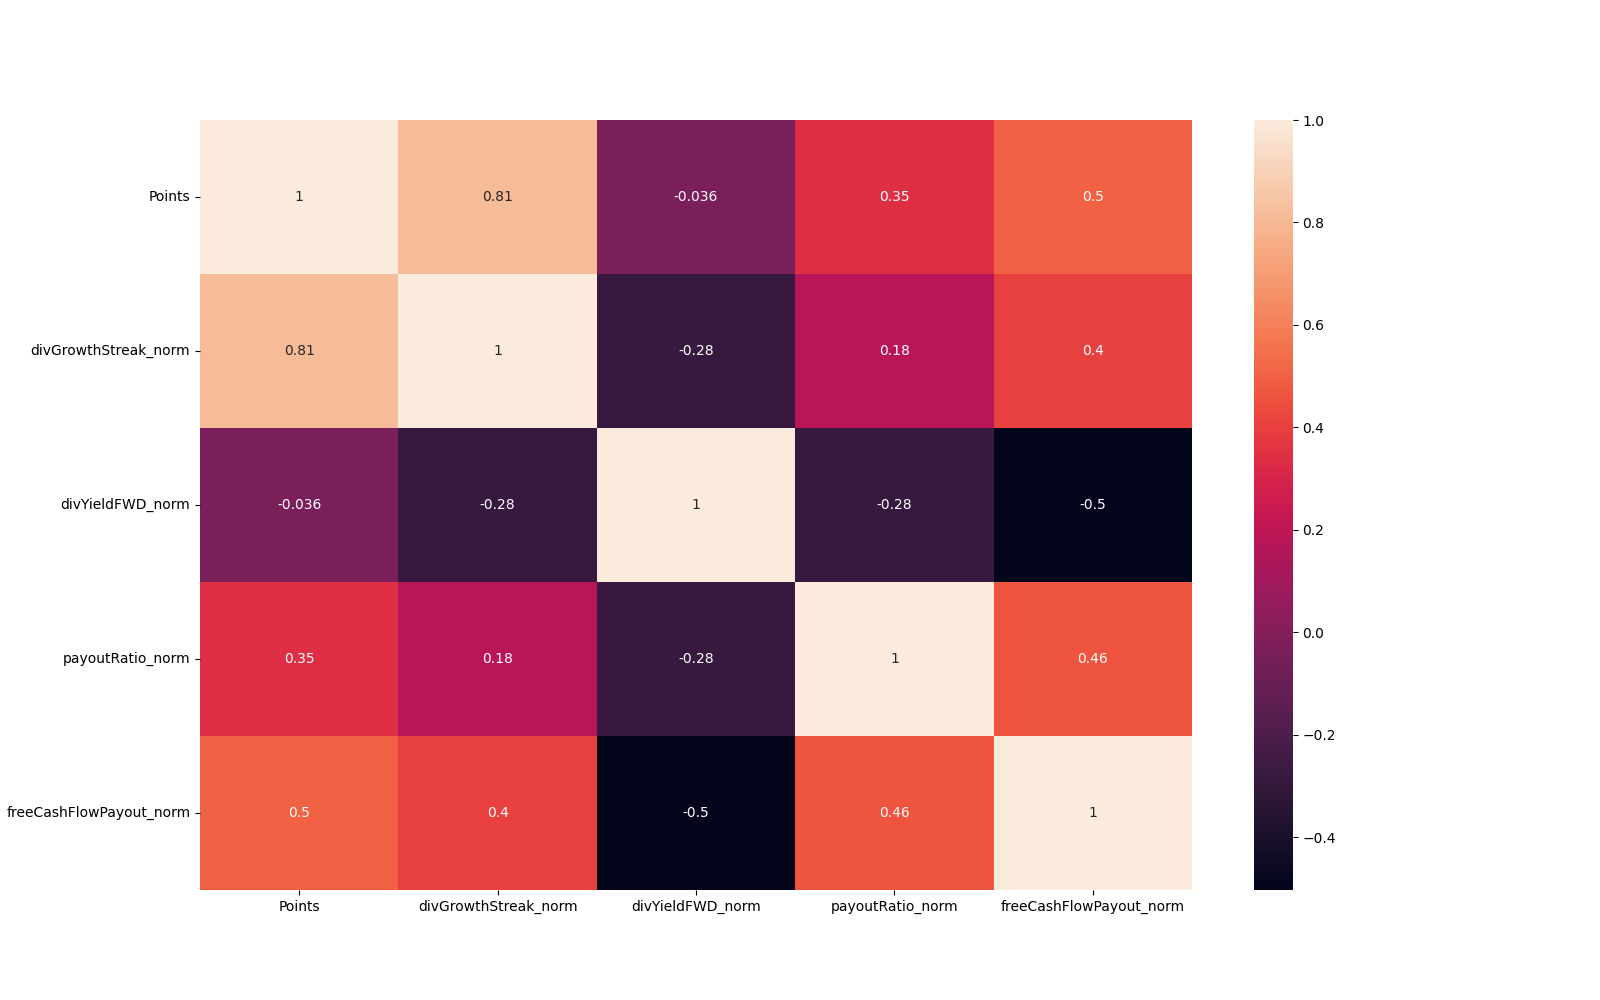 Points 1 0.81 -0.036 0.35 0.5
divGrowthStreak_norm 0.81 1 -0.28 0.18 0.4
divYieldFWD_norm -0.036 -0.28 1 -0.28 -0.5
payoutRatio_norm 0.35 0.18 -0.28 1 0.46
freeCashFlowPayout_norm 0.5 0.4 -0.5 0.46 1
Points divGrowthStreak_norm divYieldFWD_norm payoutRatio_norm freeCashFlowPayout_norm
1.0
0.8
0.6
0.4
0.2
0.0
−0.2
−0.4